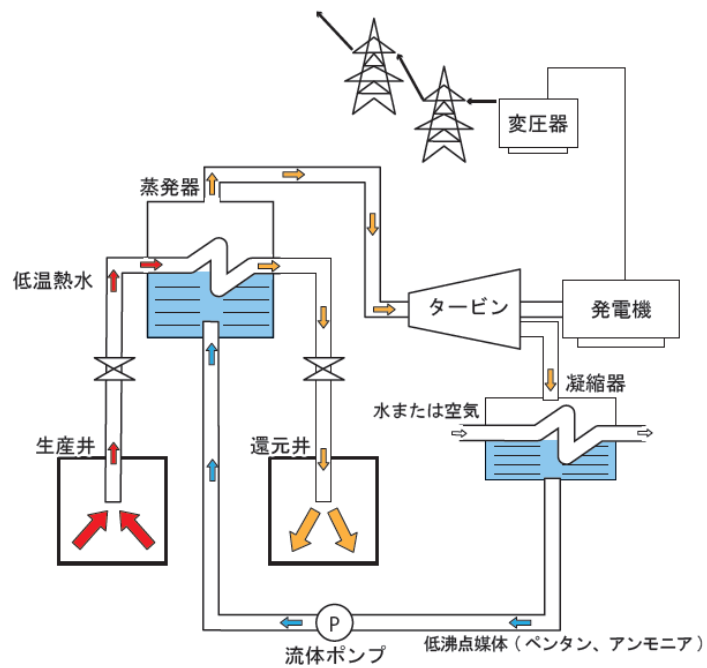 変圧器
蒸発器
低温熱水
タービン
発電機
凝縮器
水または空気
生産井
還元井
P
低沸点媒体（ペンタン、アンモニア）
流体ポンプ